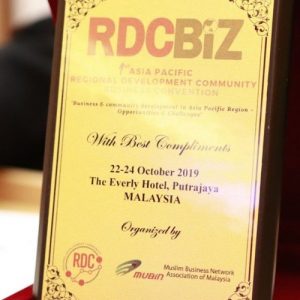 RDCBiZ
1st ASIA PACIFIC
REGIONAL DEVELOPMENT COMMUNITY
BUSINESS CONVENTION
"Business & community development in Asia Pacific Region -
Opportunities & Challenges"
With Best Compliments
22-24 October 2019
The Everly Hotel, Putrajaya
MALAYSIA
Organized by
RDC
MUBIN
Muslim Business Network
Association of Malaysia